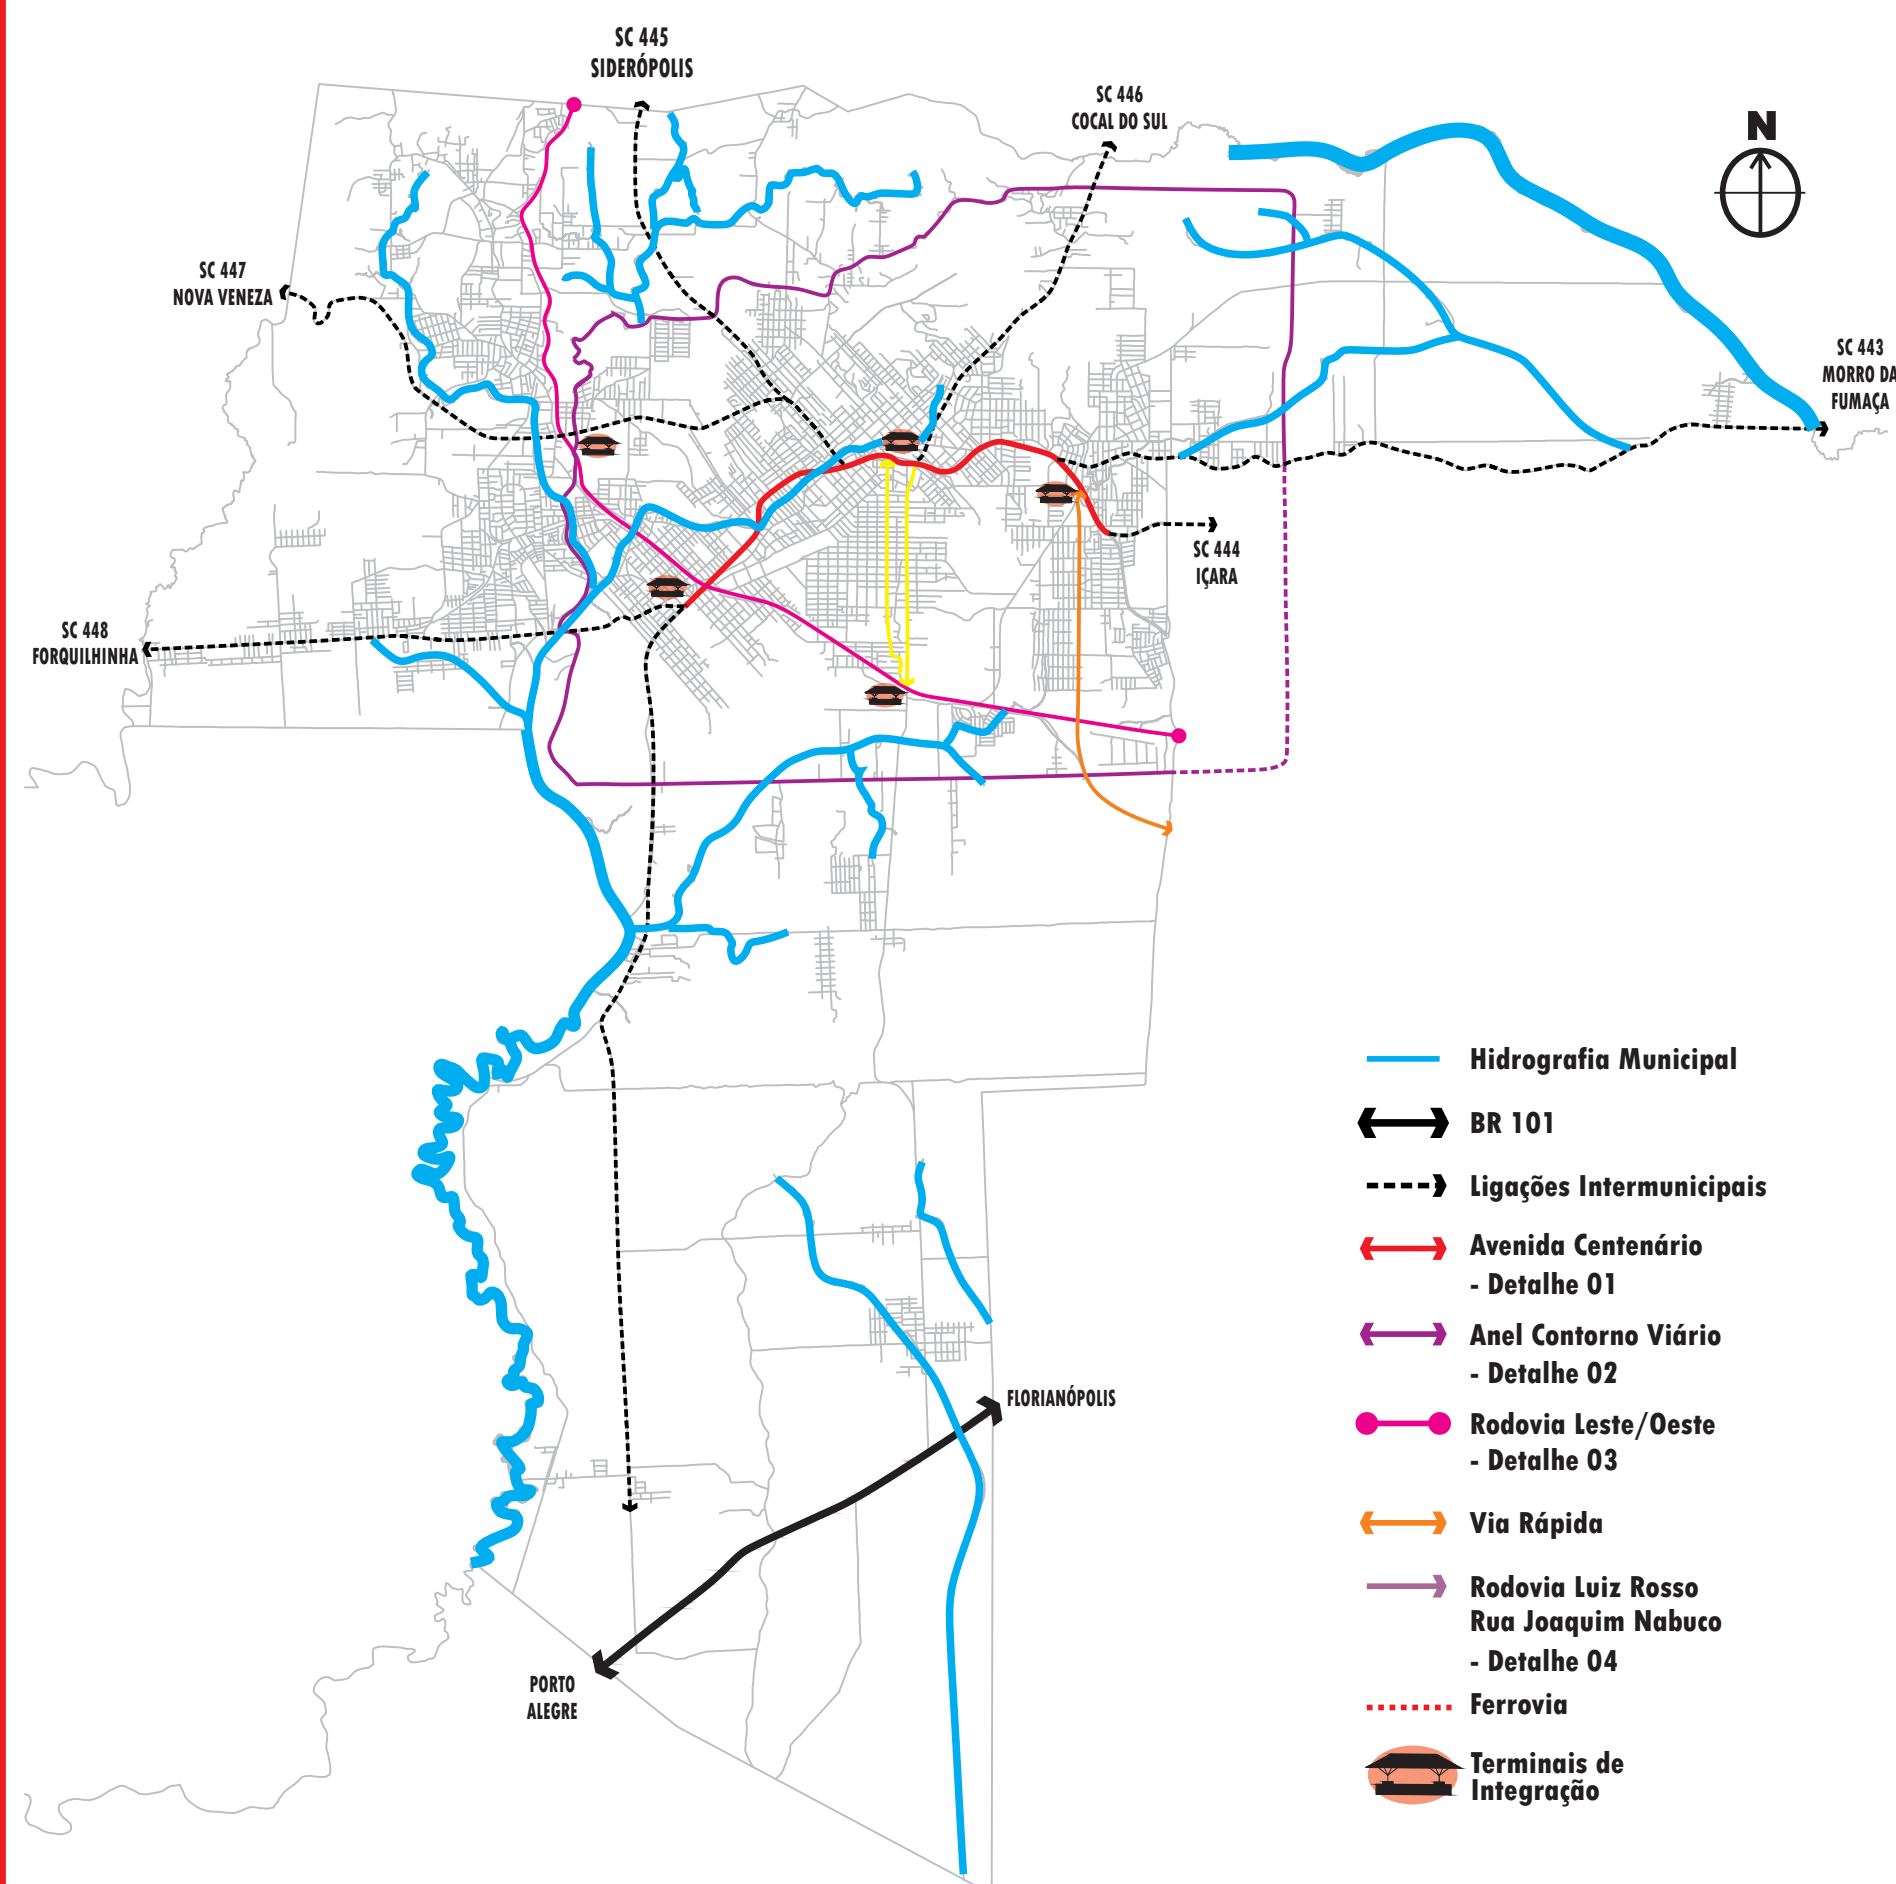 SC 445
SIDERÓPOLIS
SC 446
COCAL DO SUL
N
SC 447
NOVA VENEZA
SC 443
MORRO DA
FUMAÇA
SC 444
IÇARA
SC 448
FORQUILHINHA
Hidrografia Municipal
BR 101
Ligações Intermunicipais
Avenida Centenário
- Detalhe 01
Anel Contorno Viário
- Detalhe 02
Rodovia Leste/Oeste
- Detalhe 03
Via Rápida
Rodovia Luiz Rosso
Rua Joaquim Nabuco
- Detalhe 04
Ferrovia
Terminais de
Integração
FLORIANÓPOLIS
PORTO
ALEGRE